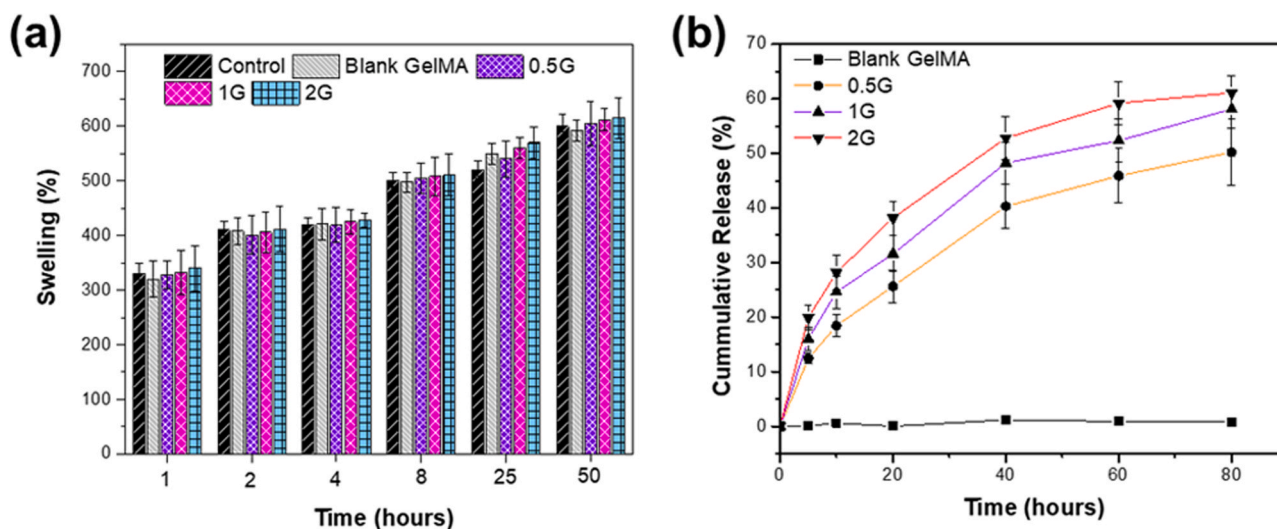 (a)
Swelling (%)
700
600
500
400
300
200
100
0
Control Blank GelMA 0.5G
1G 2G
1 2 4 8 25 50
Time (hours)
(b)
Cummulative Release (%)
70
60
50
40
30
20
10
0
Blank GelMA
0.5G
1G
2G
0 20 40 60 80
Time (hours)